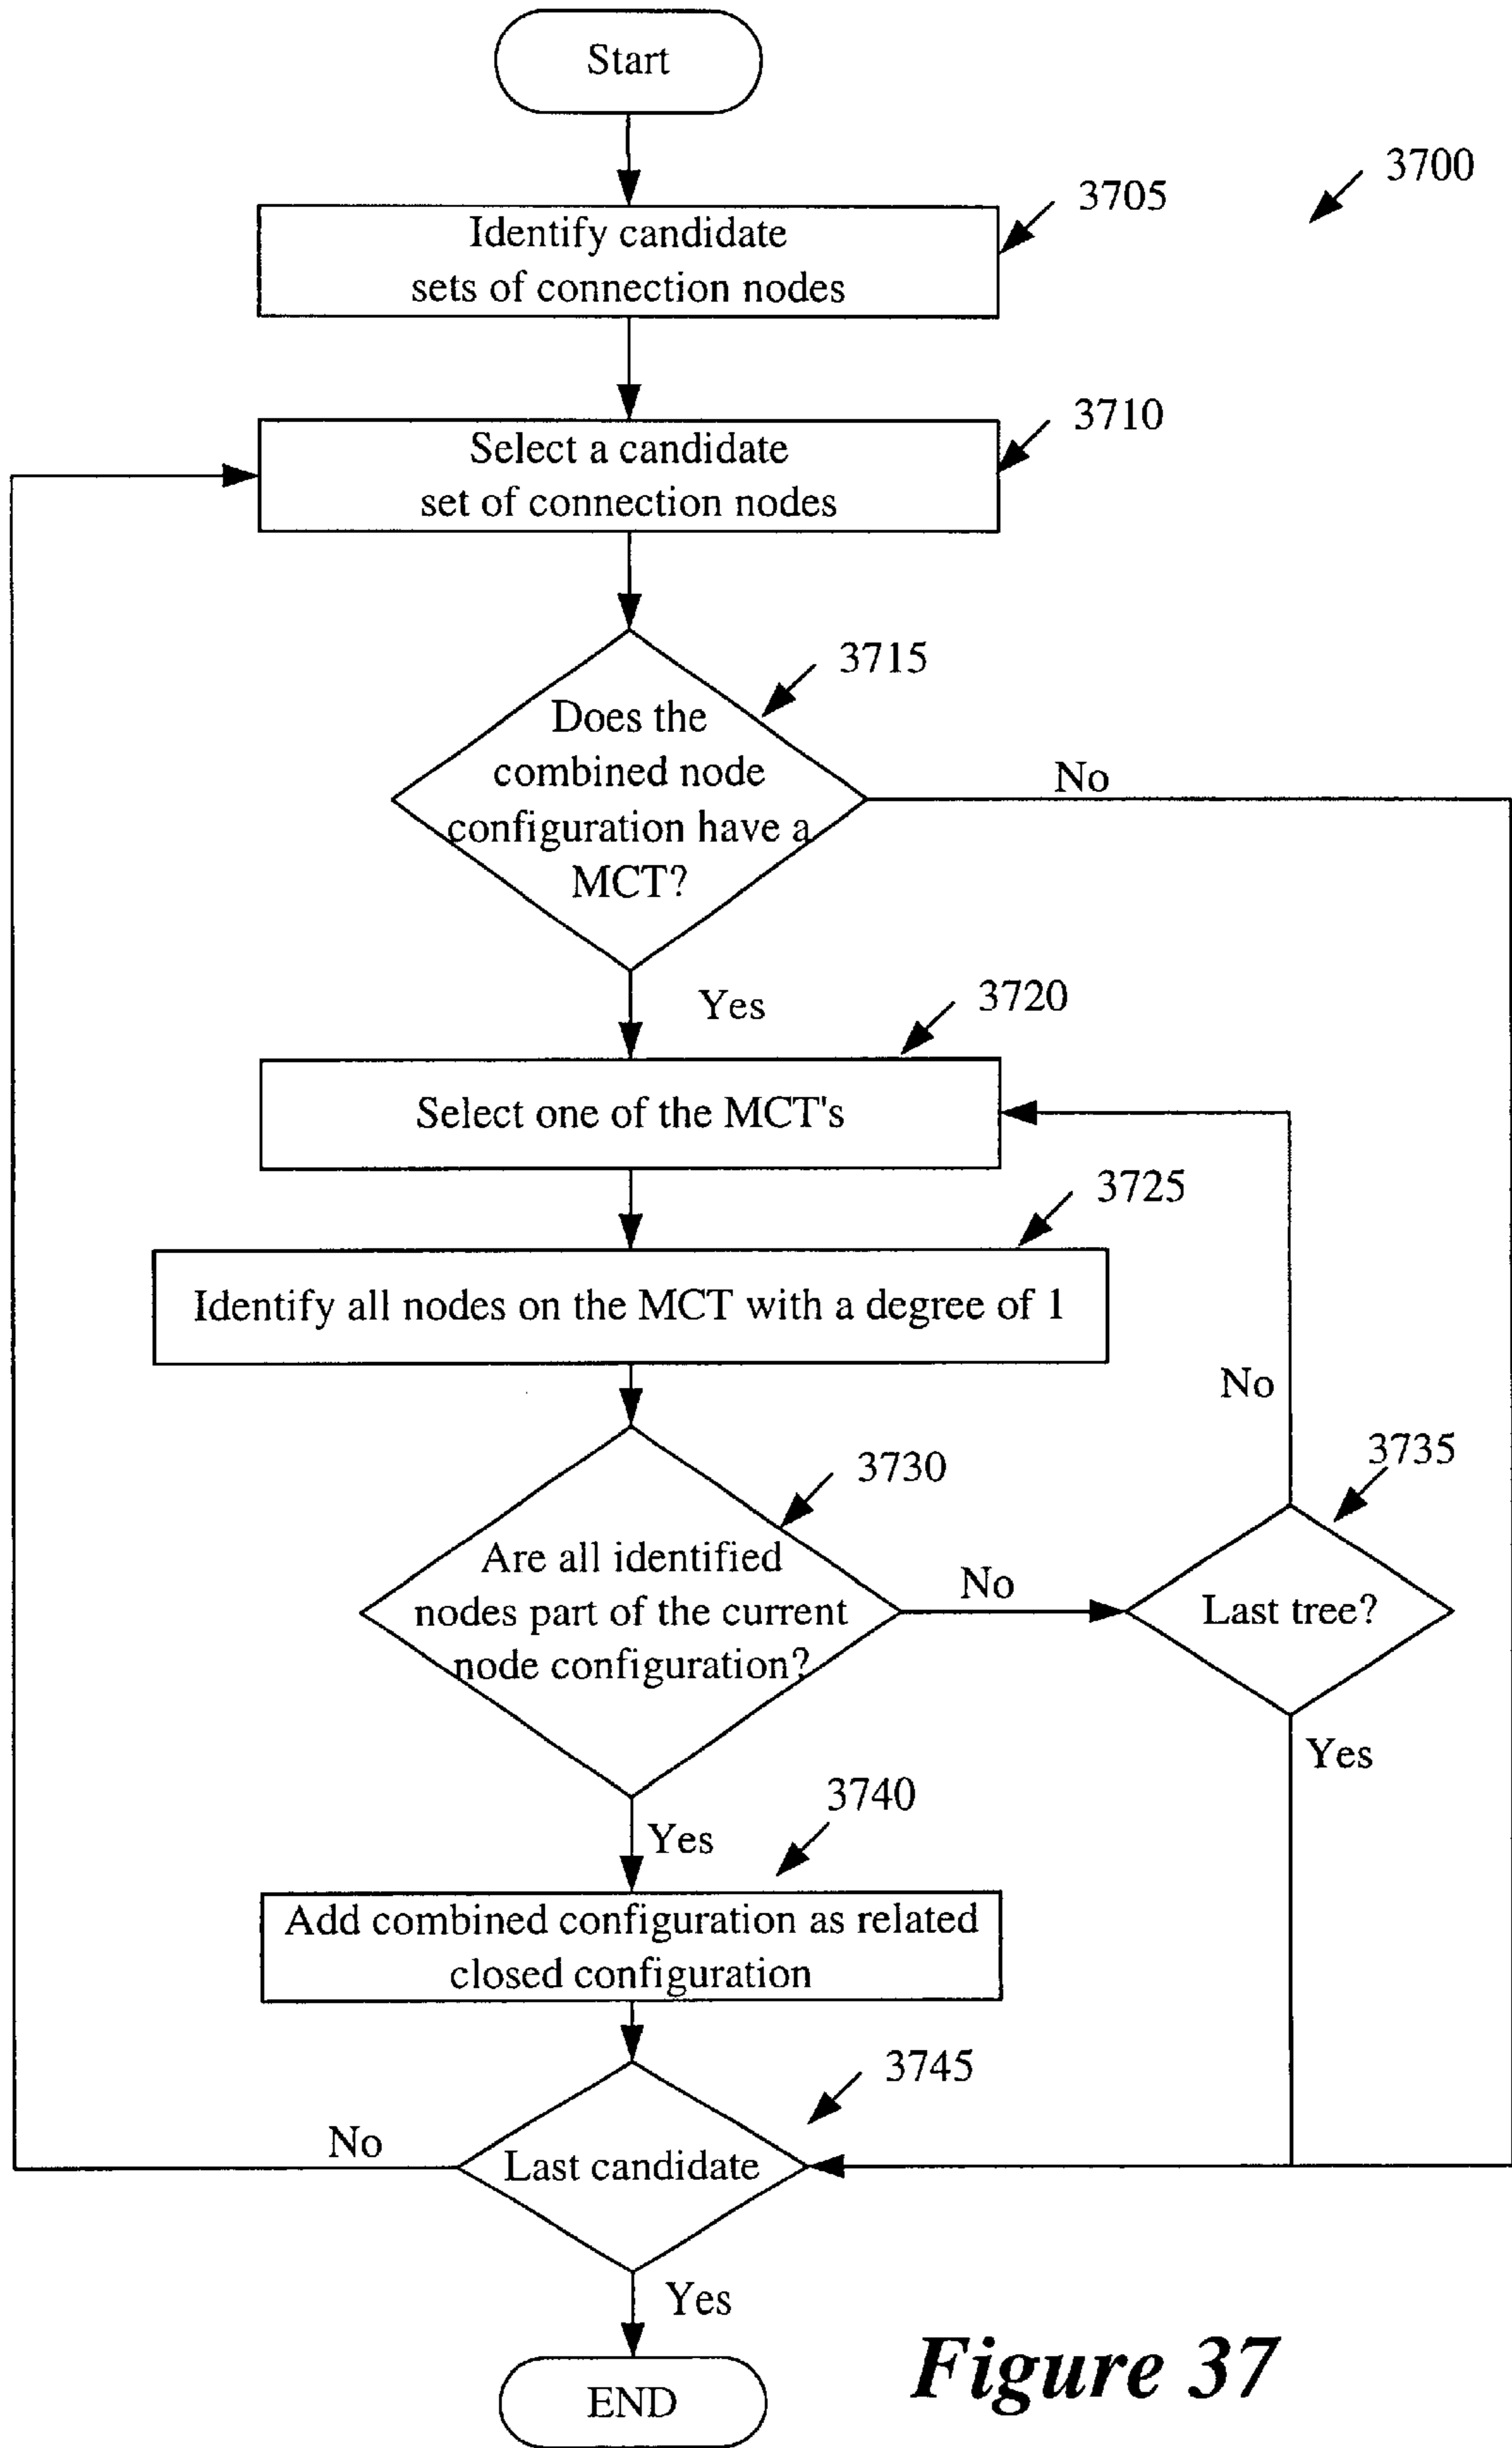 Start
3700
3705
Identify candidate
sets of connection nodes
3710
Select a candidate
set of connection nodes
3715
Does the
combined node
configuration have a
MCT?
No
Yes
3720
Select one of the MCT's
3725
Identify all nodes on the MCT with a degree of 1
No
3730
3735
Are all identified
nodes part of the current
node configuration?
No
Last tree?
Yes
3740
Yes
Add combined configuration as related
closed configuration
3745
No
Last candidate
Yes
END
Figure 37